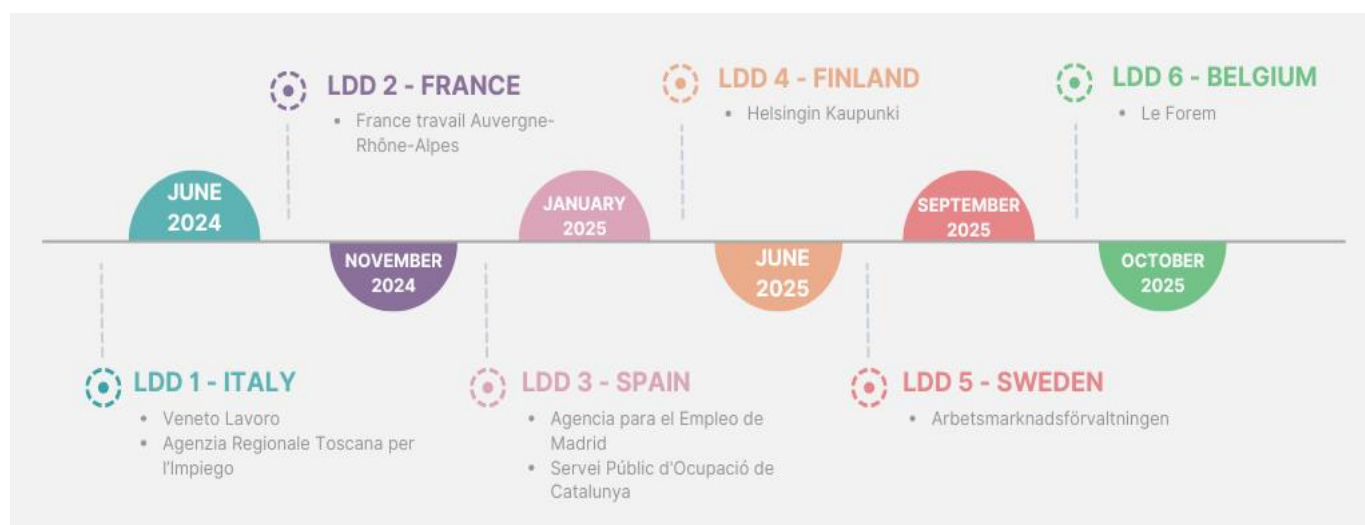 LDD 2 - FRANCE
• France travail Auvergne-
Rhône-Alpes
LDD 4 - FINLAND
• Helsingin Kaupunki
LDD 6 - BELGIUM
• Le Forem
JUNE
2024
NOVEMBER
2024
JANUARY
2025
JUNE
2025
SEPTEMBER
2025
OCTOBER
2025
LDD 1 - ITALY
• Veneto Lavoro
• Agenzia Regionale Toscana per
l'Impiego
LDD 3 - SPAIN
• Agencia para el Empleo de
Madrid
• Servei Públic d'Ocupació de
Catalunya
LDD 5 - SWEDEN
• Arbetsmarknadsförvaltningen